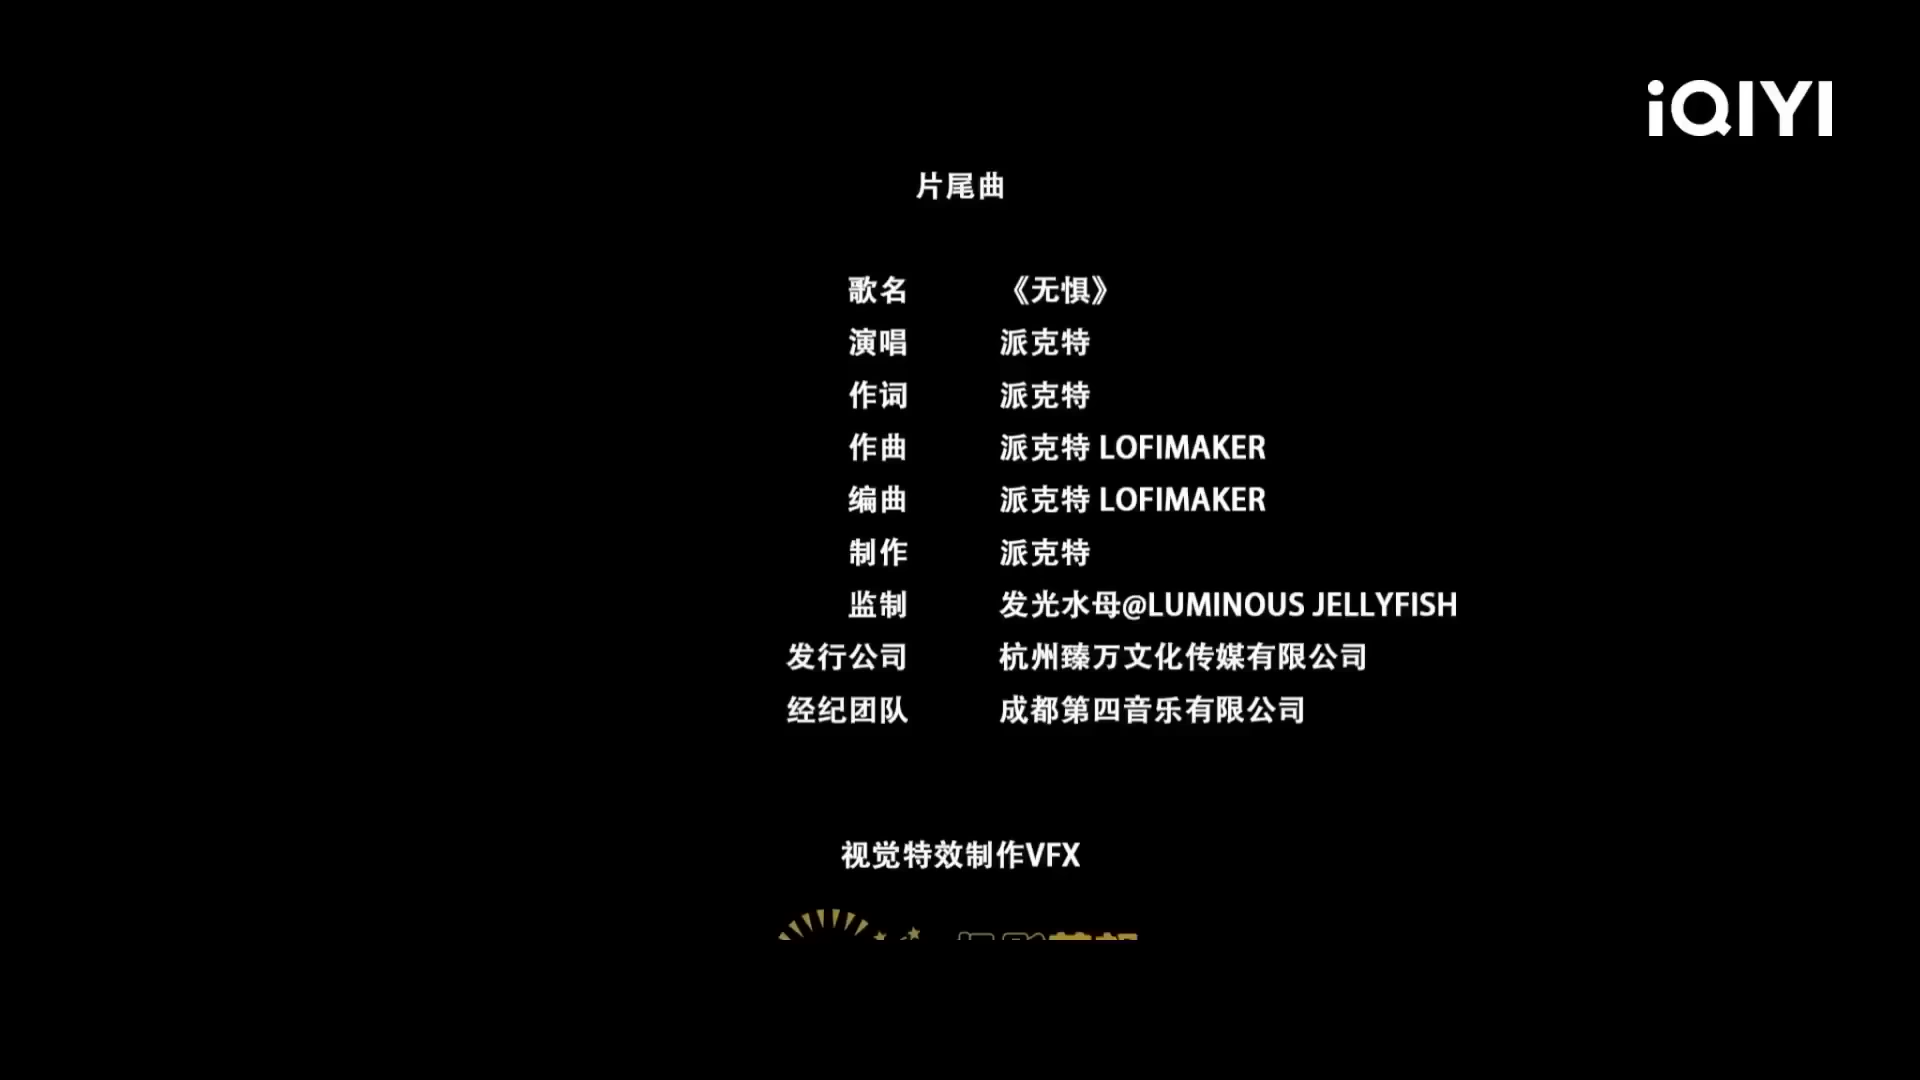 iQIYI
片尾曲
歌名 《无惧》
演唱 派克特
作词 派克特
作曲 派克特 LOFIMAKER
编曲 派克特 LOFIMAKER
制作 派克特
监制 发光水母@LUMINOUS JELLYFISH
发行公司 杭州臻万文化传媒有限公司
经纪团队 成都第四音乐有限公司
视觉特效制作VFX